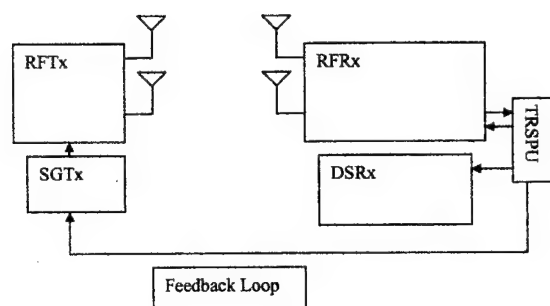 RFTx
RFRx
TRSPU
SGTx
DSRx
Feedback Loop